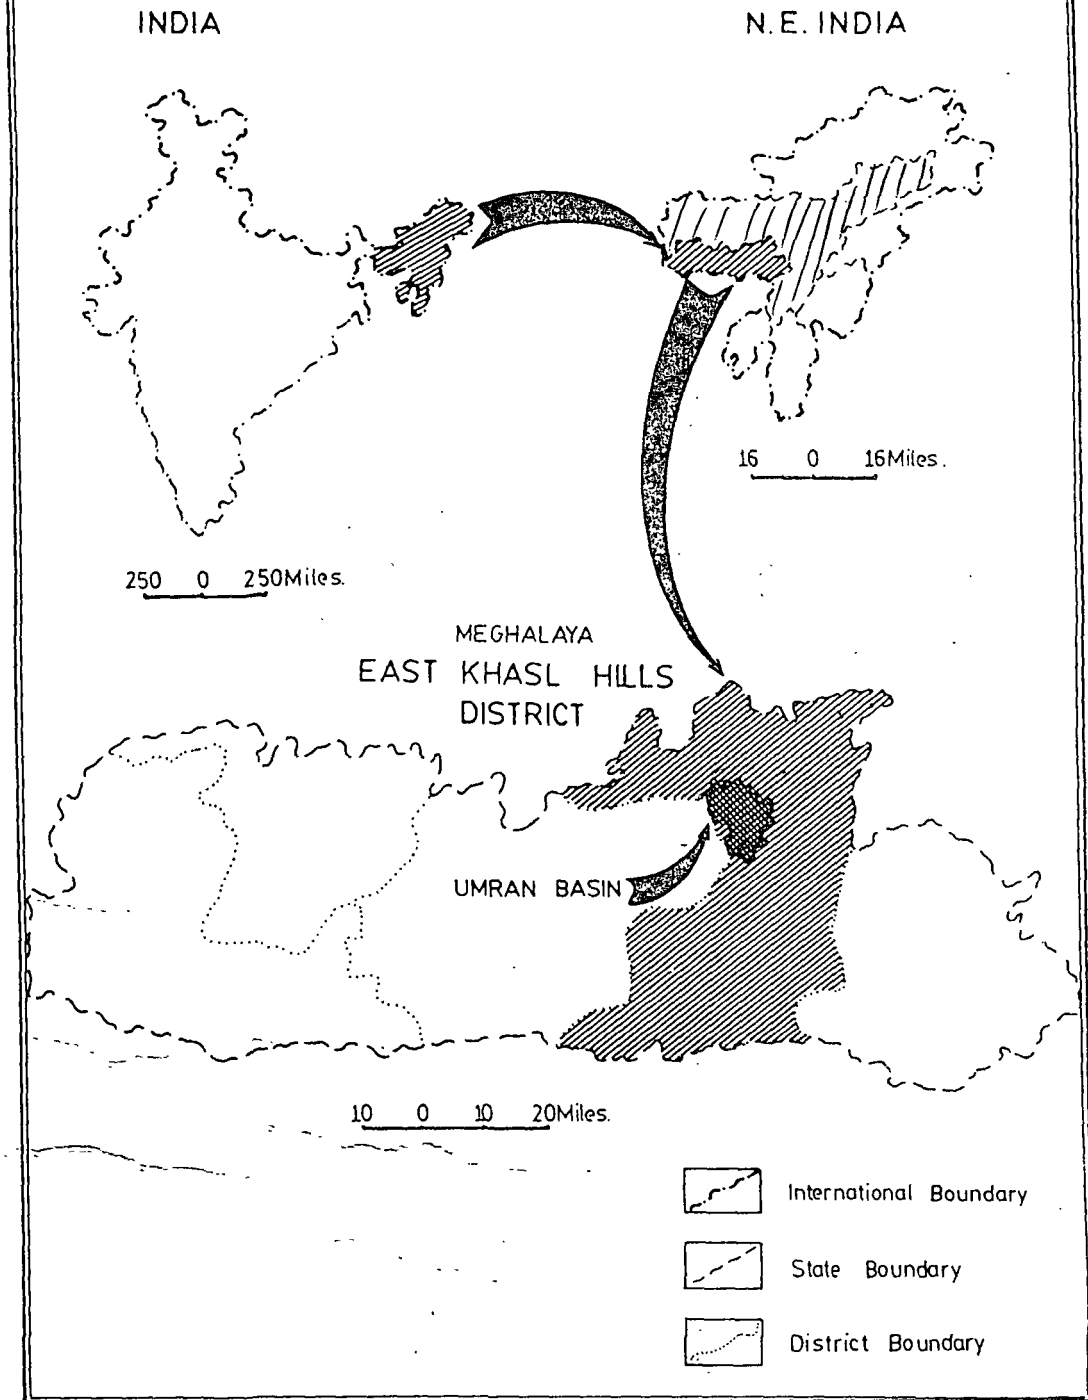 INDIA
N.E. INDIA
16 0 16Miles.
250 0 250Miles.
MEGHALAYA
EAST KHASL HILLS
DISTRICT
UMRAN BASIN
10 0 10 20Miles.
International Boundary
State Boundary
District Boundary